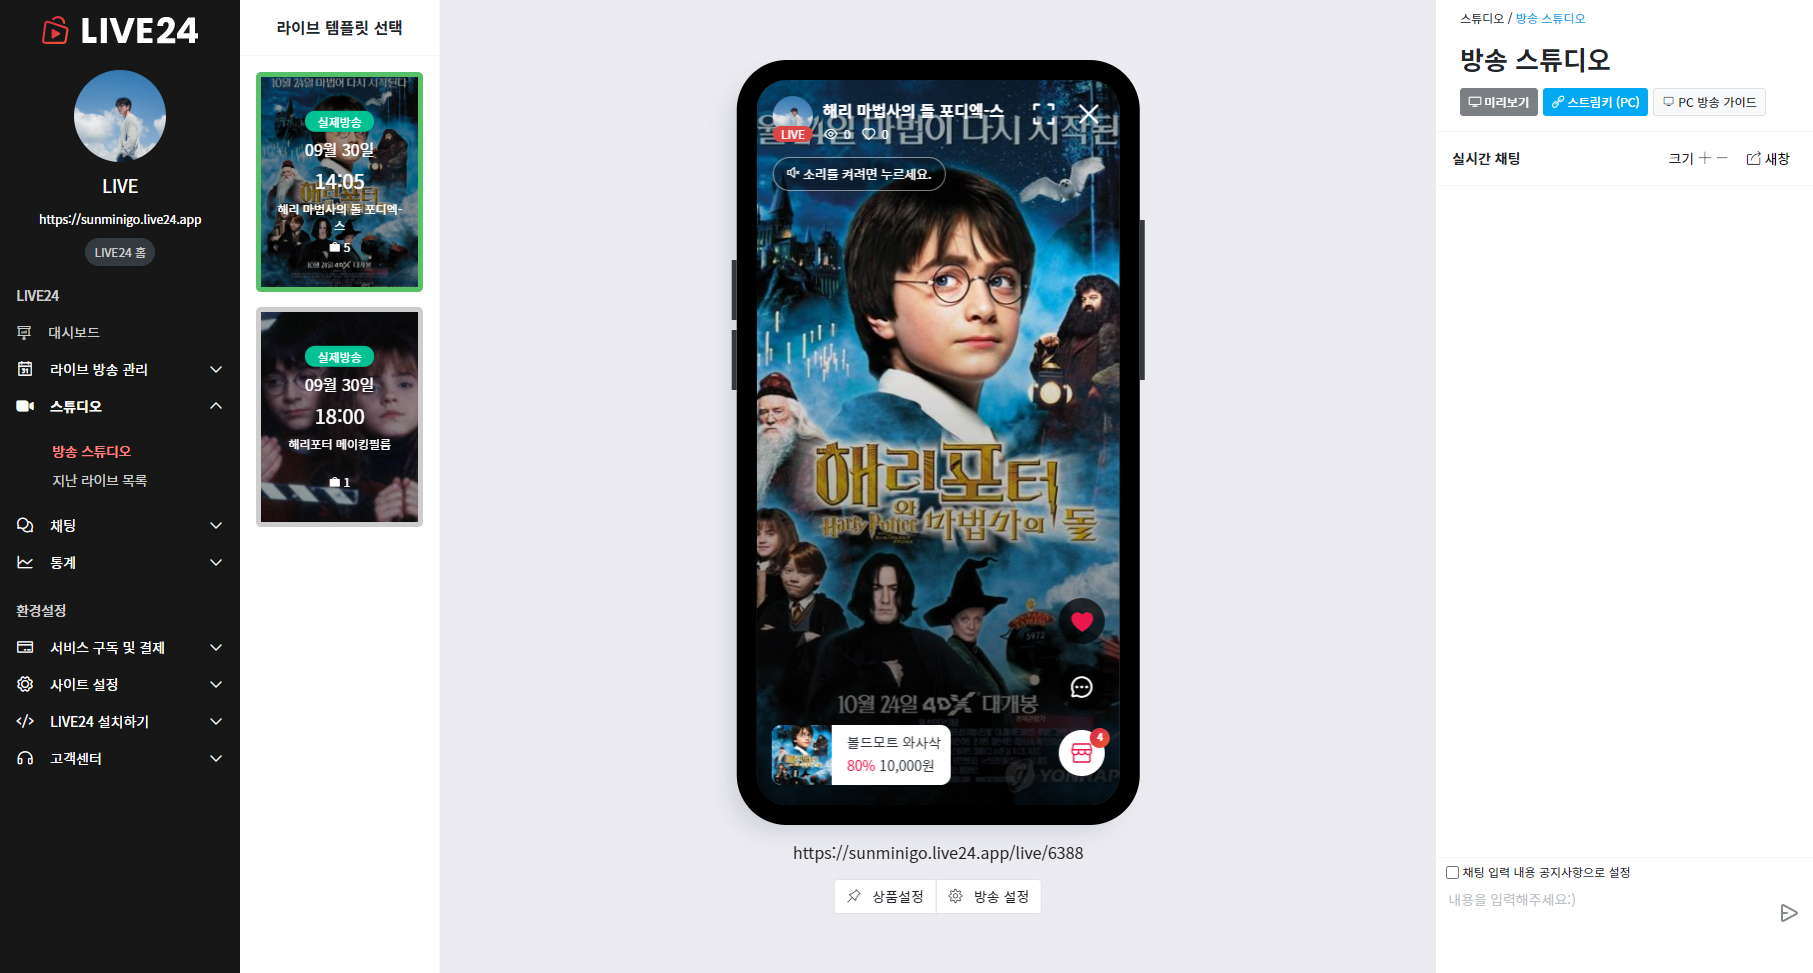 LIVE24
LIVE
https://sunminigo.live24.app
LIVE24 홈
LIVE24
대시보드
라이브 방송 관리
스튜디오
방송 스튜디오
지난 라이브 목록
채팅
통계
환경설정
서비스 구독 및 결제
사이트 설정
LIVE24 설치하기
고객센터
라이브 템플릿 선택
10월 24일 마법이 다시 시작된다
실제방송
09월 30일
14:05
해리 마법사의 돌 포디엑-
스
5
10월 24일 4DX 대개봉
실제방송
09월 30일
18:00
해리포터 메이킹필름
1
해리 마법사의 돌 포디엑-스
LIVE 0 0
월 24일 마법이 다시 시작된
소리를 켜려면 누르세요.
해리포터
와
Harry Potter 마법사의 돌
5972
10월 24일 4DX 대개봉
볼드모트 와사삭
80% 10,000원
4
YONHAP
https://sunminigo.live24.app/live/6388
상품설정
방송 설정
스튜디오 / 방송 스튜디오
방송 스튜디오
미리보기
스트림키 (PC)
PC 방송 가이드
실시간 채팅
크기 + −
새창
채팅 입력 내용 공지사항으로 설정
내용을 입력해주세요:)